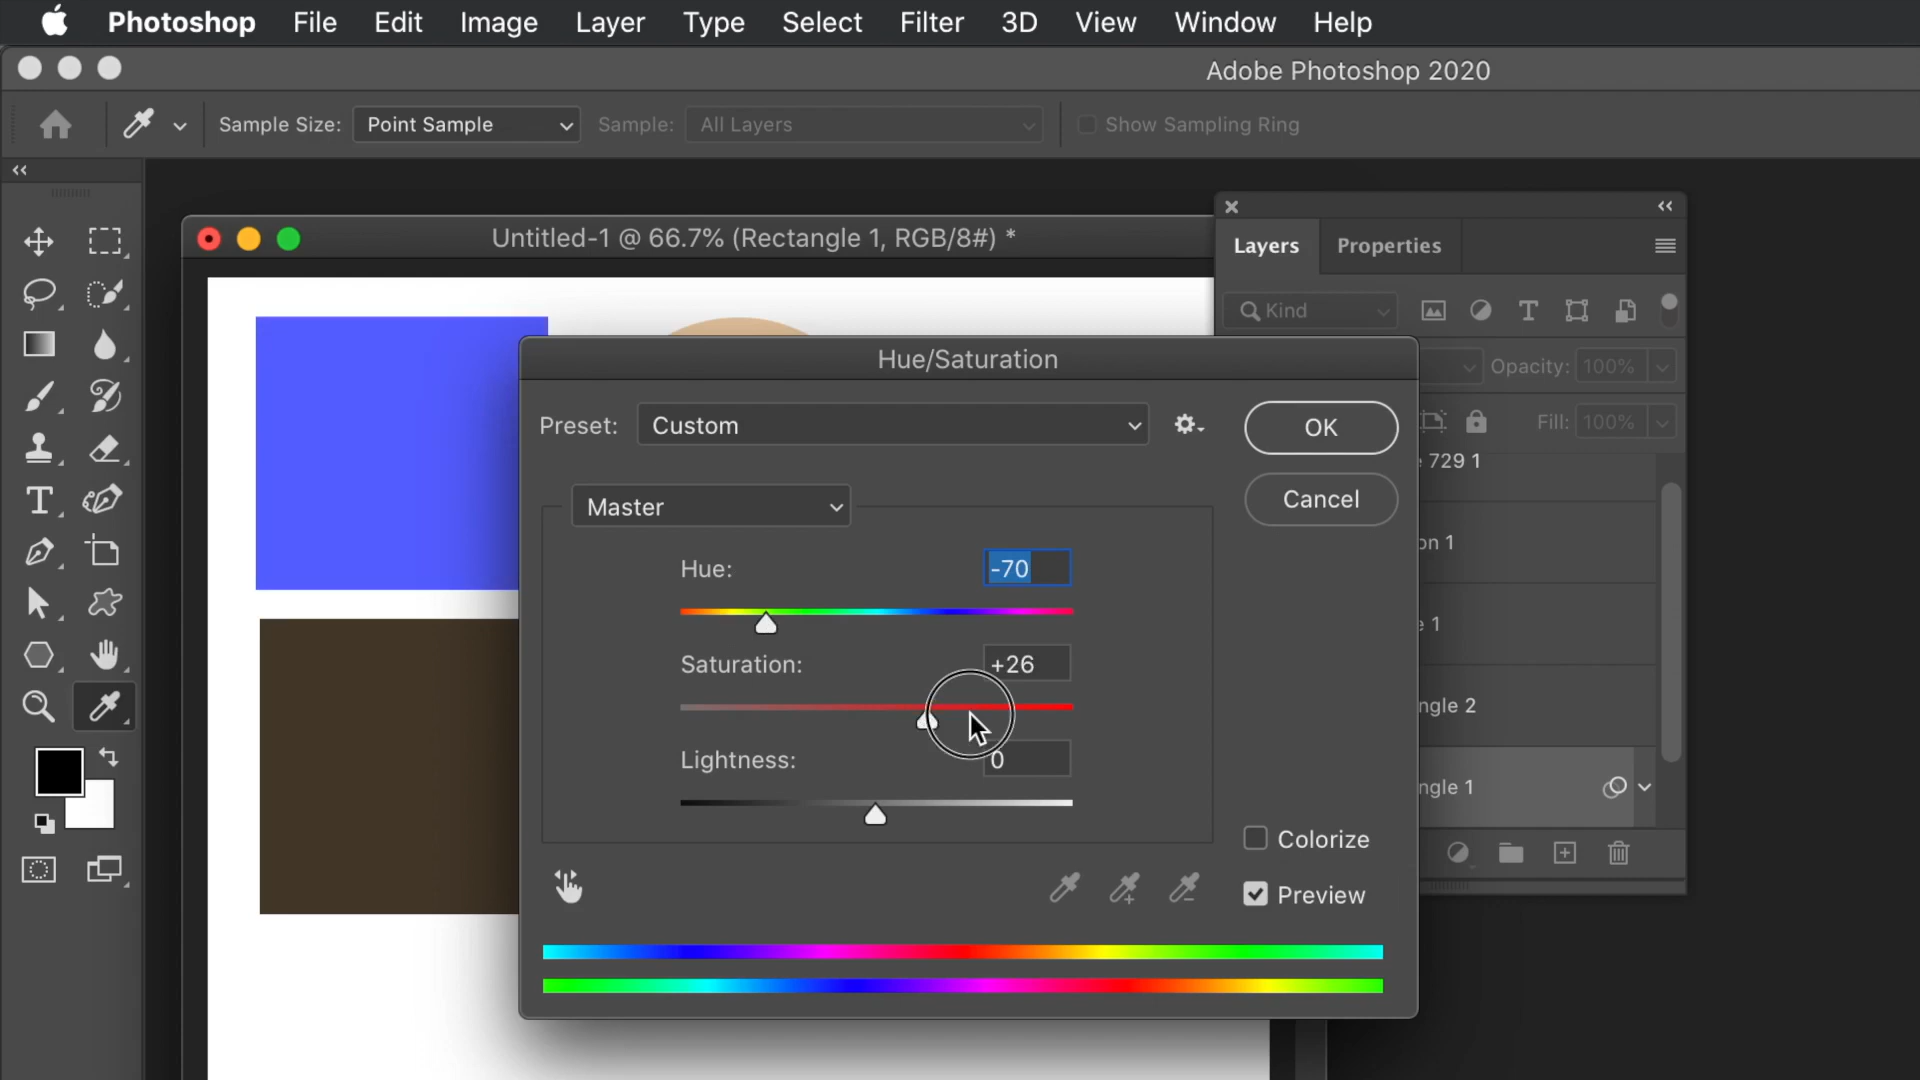 Photoshop File Edit Image Layer Type Select Filter 3D View Window Help
Adobe Photoshop 2020
Sample Size: Point Sample Sample: All Layers Show Sampling Ring
Untitled-1 @ 66.7% (Rectangle 1, RGB/8#) *
Layers Properties
Kind
Opacity: 100%
Fill: 100%
729 1
on 1
e 1
ngle 2
ngle 1
Hue/Saturation
Preset: Custom
OK
Cancel
Master
Hue: -70
Saturation: +26
Lightness: 0
Colorize
Preview